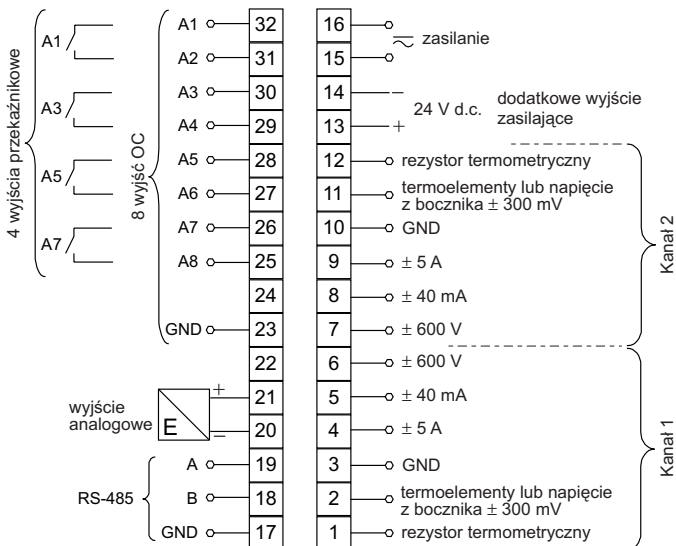 4 wyjścia przekaźnikowe
A1
A3
A5
A7
8 wyjść OC
A1 32
A2 31
A3 30
A4 29
A5 28
A6 27
A7 26
A8 25
24
GND 23
22
wyjście
analogowe
E
+ 21
− 20
RS-485
A 19
B 18
GND 17
16 zasilanie
15
14 −
24 V d.c.
dodatkowe wyjście
zasilające
13 +
12 rezystor termometryczny
11 termoelementy lub napięcie
z bocznika ± 300 mV
10 GND
9 ± 5 A
8 ± 40 mA
7 ± 600 V
Kanał 2
6 ± 600 V
5 ± 40 mA
4 ± 5 A
3 GND
2 termoelementy lub napięcie
z bocznika ± 300 mV
1 rezystor termometryczny
Kanał 1